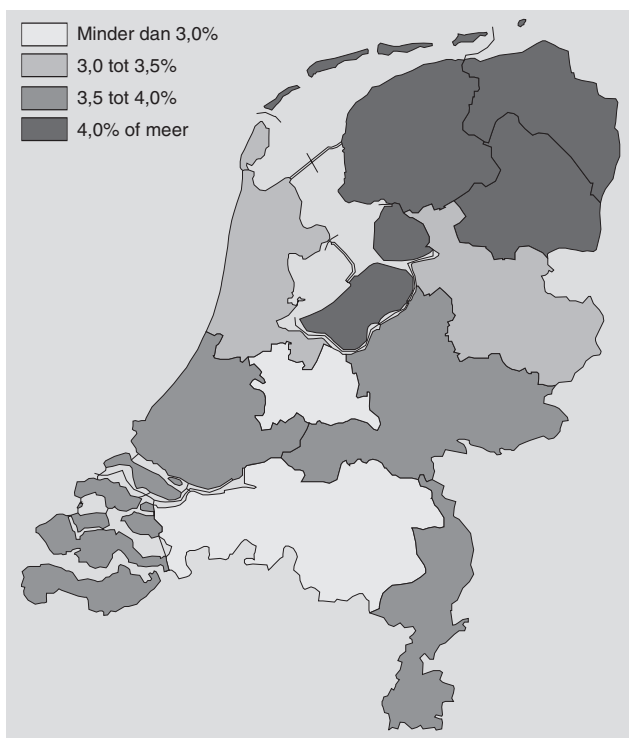 Minder dan 3,0%
3,0 tot 3,5%
3,5 tot 4,0%
4,0% of meer